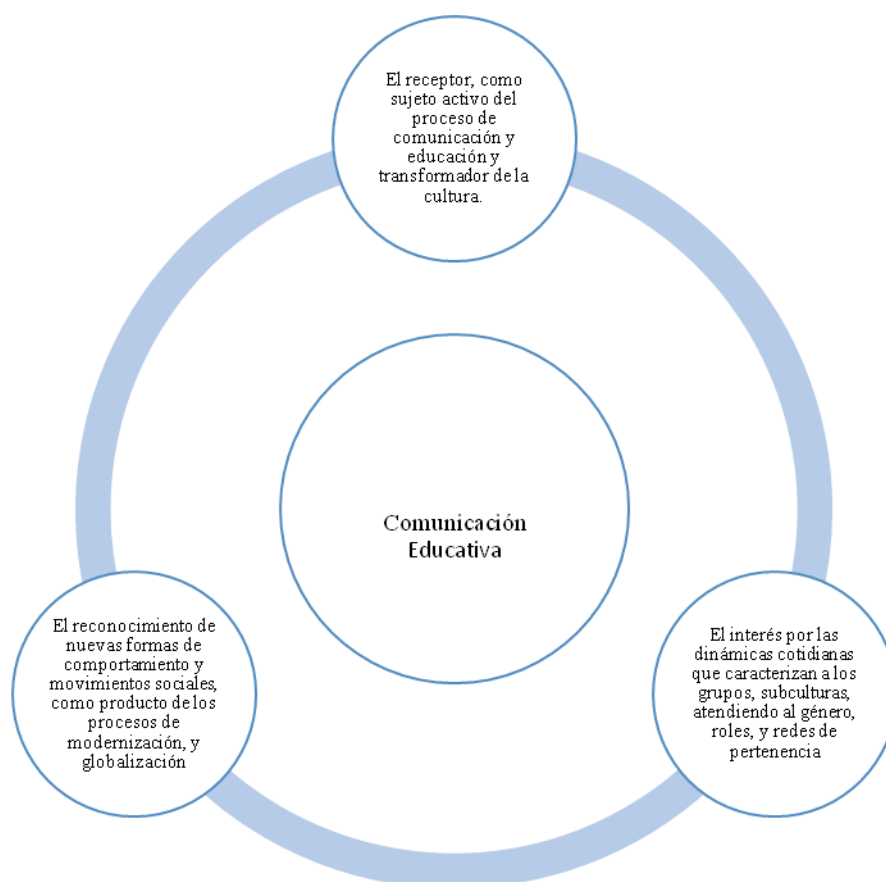 El receptor, como
sujeto activo del
proceso de
comunicación y
educación y
transformador de la
cultura.
Comunicación
Educativa
El reconocimiento de
nuevas formas de
comportamiento y
movimientos sociales,
como producto de los
procesos de
modernización, y
globalización
El interés por las
dinámicas cotidianas
que caracterizan a los
grupos, subculturas,
atendiendo al género,
roles, y redes de
pertenencia